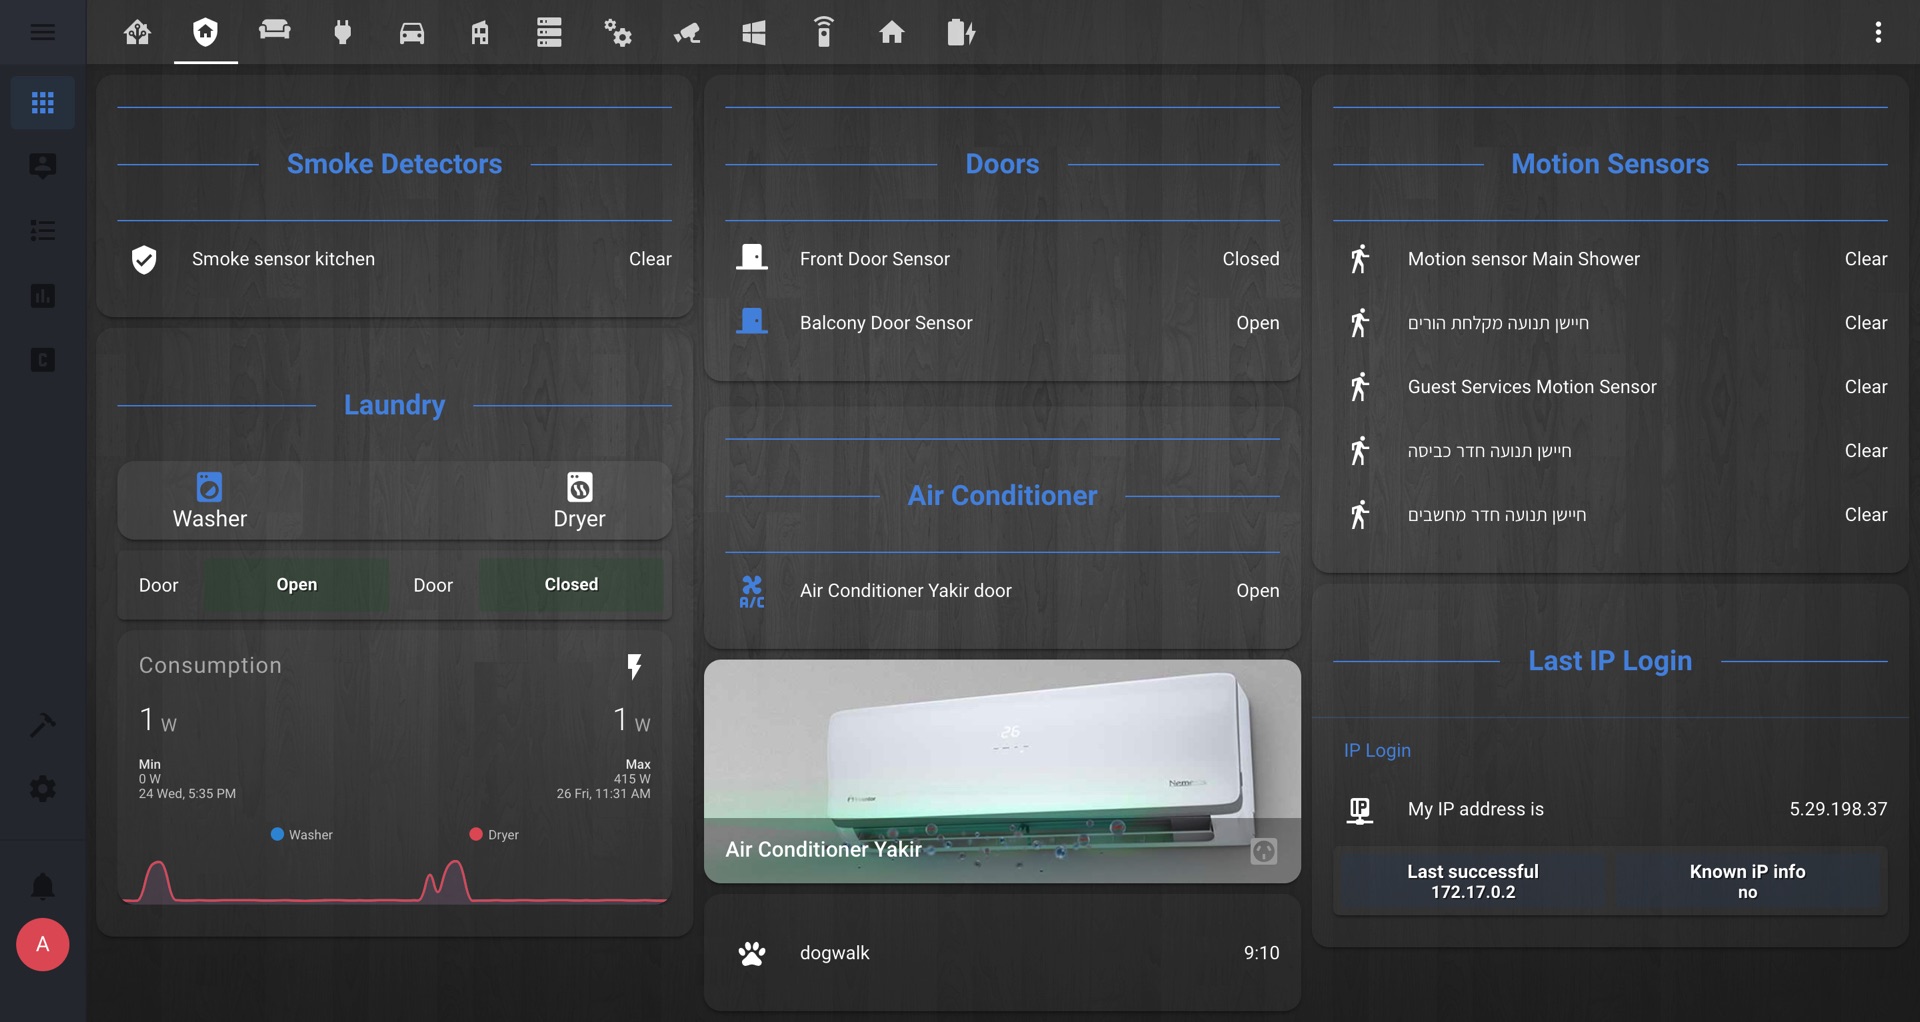 C
A
Smoke Detectors
Smoke sensor kitchen Clear
Laundry
Washer Dryer
Door Open Door Closed
Consumption
1 W 1 W
Min Max
0 W 415 W
24 Wed, 5:35 PM 26 Fri, 11:31 AM
Washer Dryer
Doors
Front Door Sensor Closed
Balcony Door Sensor Open
Air Conditioner
A/C Air Conditioner Yakir door Open
26
Air Conditioner Yakir
dogwalk 9:10
Motion Sensors
Motion sensor Main Shower Clear
חיישן תנועה מקלחת הורים Clear
Guest Services Motion Sensor Clear
חיישן תנועה חדר כביסה Clear
חיישן תנועה חדר מחשבים Clear
Last IP Login
IP Login
IP My IP address is 5.29.198.37
Last successful Known iP info
172.17.0.2 no